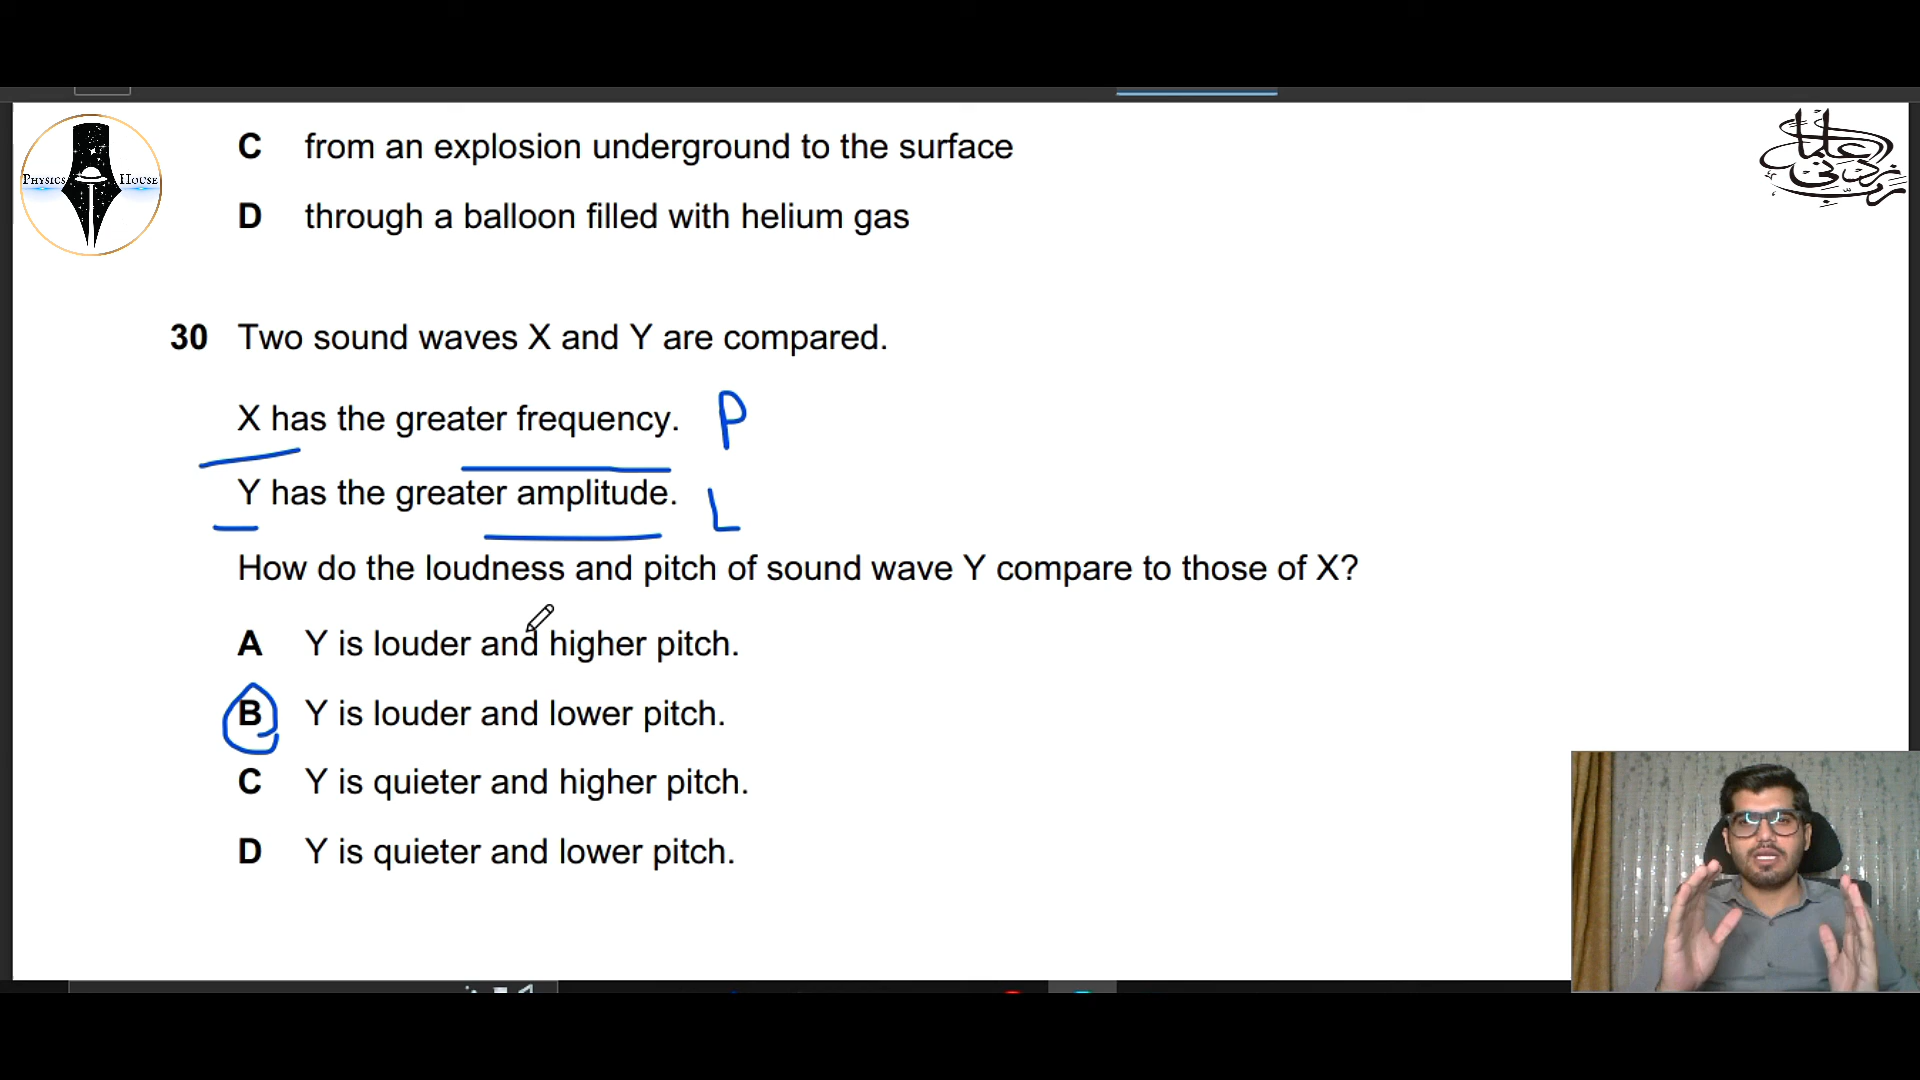 C from an explosion underground to the surface
PHYSICS HOUSE
D through a balloon filled with helium gas
رب زدنی علما
30 Two sound waves X and Y are compared.
X has the greater frequency. P
Y has the greater amplitude. L
How do the loudness and pitch of sound wave Y compare to those of X?
A Y is louder and higher pitch.
B Y is louder and lower pitch.
C Y is quieter and higher pitch.
D Y is quieter and lower pitch.